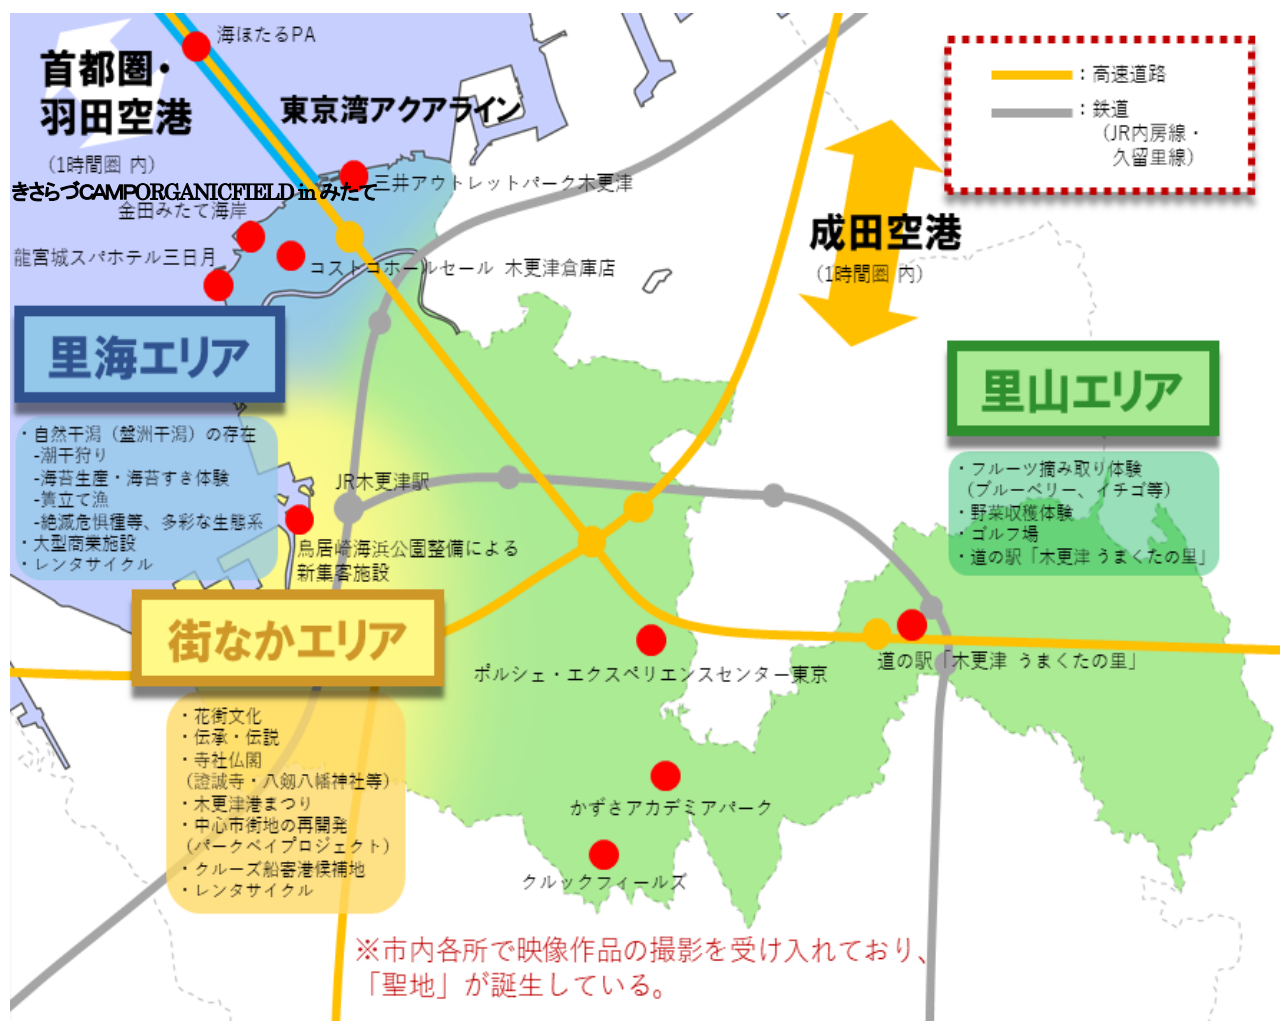 海ほたるPA
首都圏・
羽田空港
(1時間圏 内)
東京湾アクアライン
:高速道路
:鉄道
(JR内房線・
久留里線)
三井アウトレットパーク木更津
きさらづCAMPORGANICFIELD in みたて
金田みたて海岸
龍宮城スパホテル三日月
コストコホールセール 木更津倉庫店
成田空港
(1時間圏 内)
里海エリア
・自然干潟(盤洲干潟)の存在
-潮干狩り
-海苔生産・海苔すき体験
-簀立て漁
-絶滅危惧種等、多彩な生態系
・大型商業施設
・レンタサイクル
里山エリア
・フルーツ摘み取り体験
(ブルーベリー、イチゴ等)
・野菜収穫体験
・ゴルフ場
・道の駅「木更津 うまくたの里」
JR木更津駅
鳥居崎海浜公園整備による
新集客施設
街なかエリア
・花街文化
・伝承・伝説
・寺社仏閣
(證誠寺・八剱八幡神社等)
・木更津港まつり
・中心市街地の再開発
(パークベイプロジェクト)
・クルーズ船寄港候補地
・レンタサイクル
ポルシェ・エクスペリエンスセンター東京
道の駅「木更津 うまくたの里」
かずさアカデミアパーク
クルックフィールズ
※市内各所で映像作品の撮影を受け入れており、
「聖地」が誕生している。